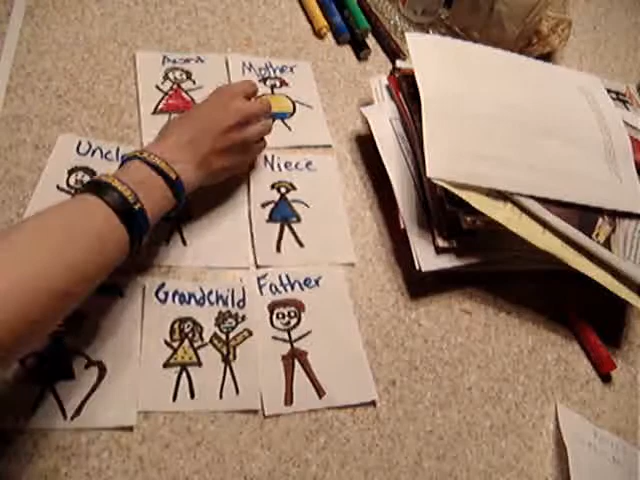 Aunt
Mother
Uncle
Niece
Grandchild
Father